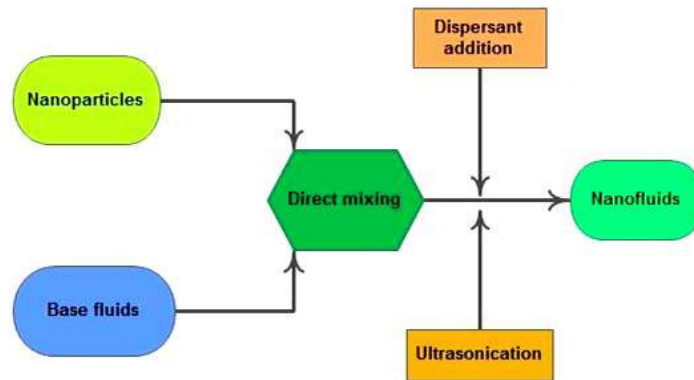 Dispersant
addition
Nanoparticles
Direct mixing
Nanofluids
Base fluids
Ultrasonication